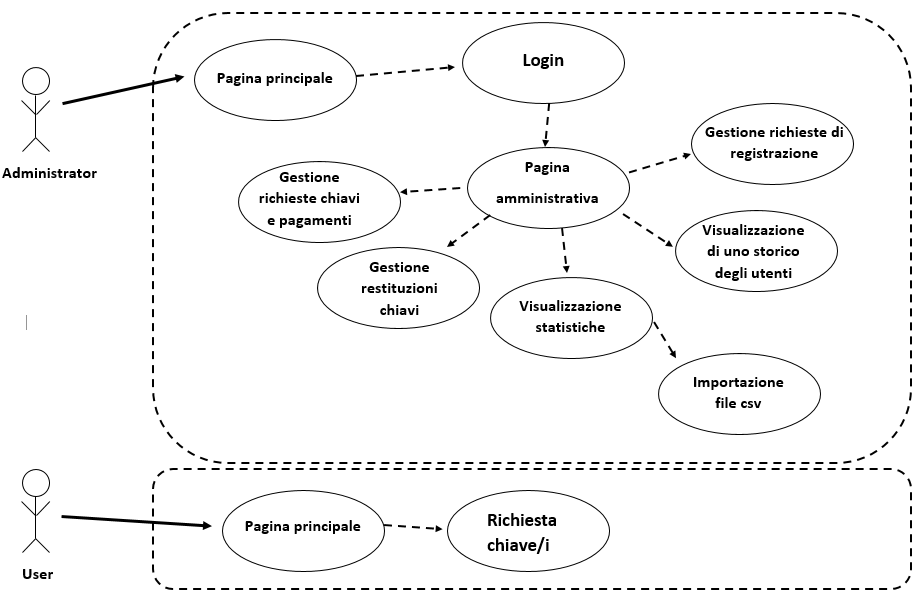 Pagina principale
Login
Administrator
Gestione richieste di
registrazione
Pagina
amministrativa
Gestione
richieste chiavi
e pagamenti
Visualizzazione
di uno storico
degli utenti
Gestione
restituzioni
chiavi
Visualizzazione
statistiche
Importazione
file csv
User
Pagina principale
Richiesta
chiave/i